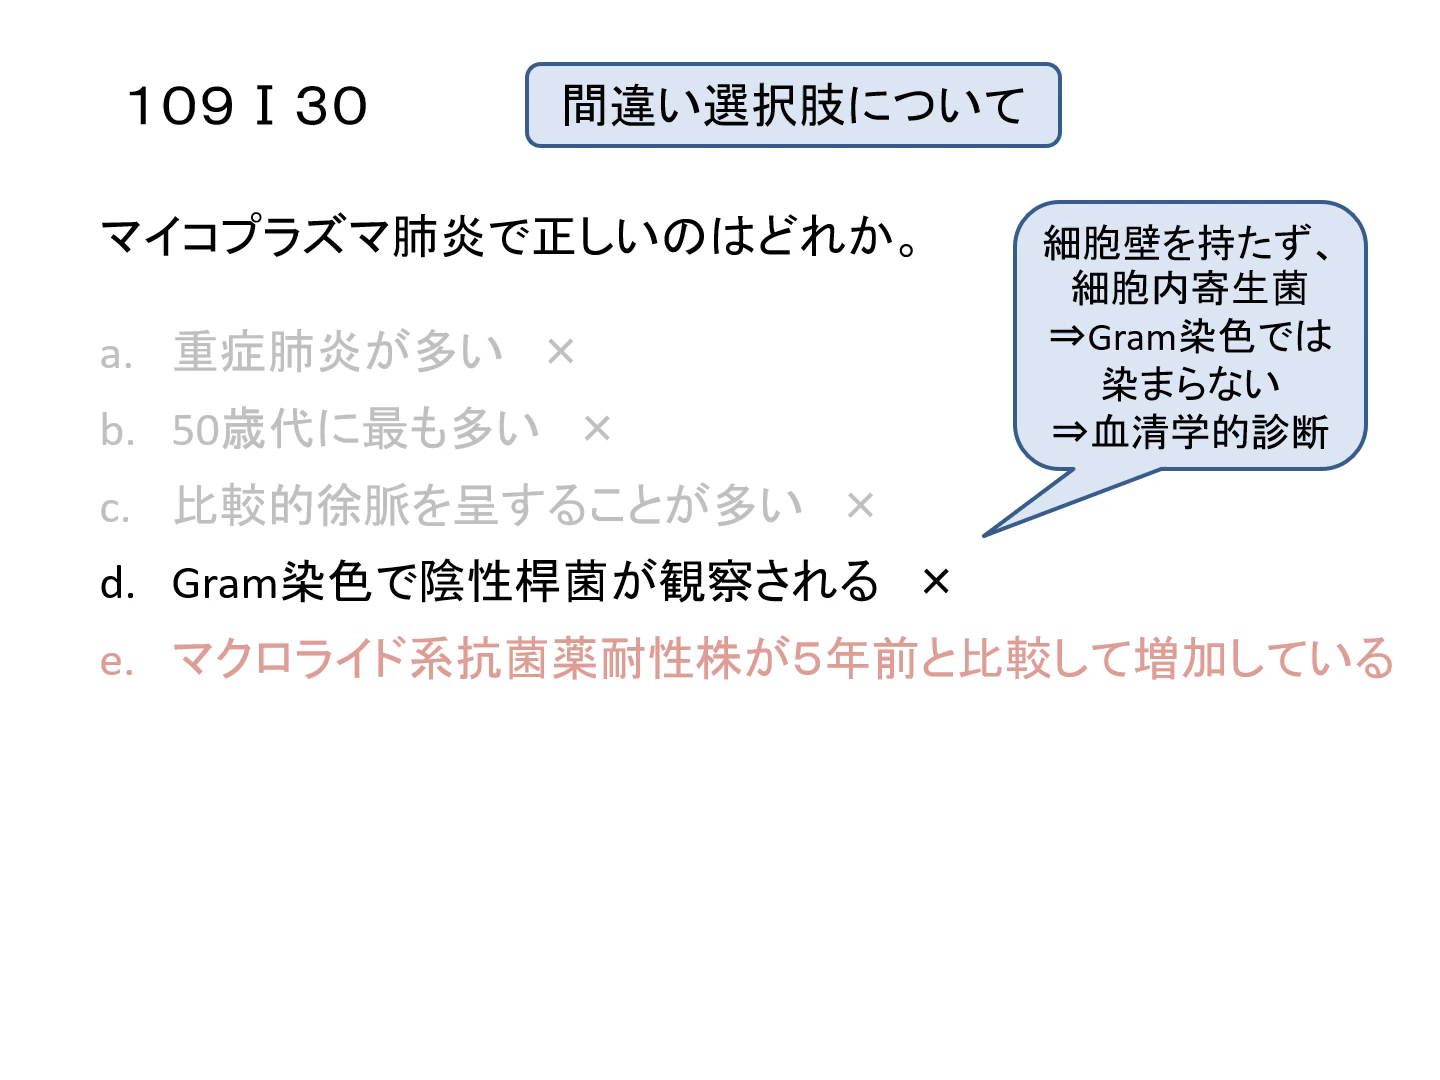 １０９Ｉ３０
間違い選択肢について
マイコプラズマ肺炎で正しいのはどれか。
細胞壁を持たず、
細胞内寄生菌
⇒Gram染色では
染まらない
⇒血清学的診断
a. 重症肺炎が多い　×
b. 50歳代に最も多い　×
c. 比較的徐脈を呈することが多い　×
d. Gram染色で陰性桿菌が観察される　×
e. マクロライド系抗菌薬耐性株が５年前と比較して増加している